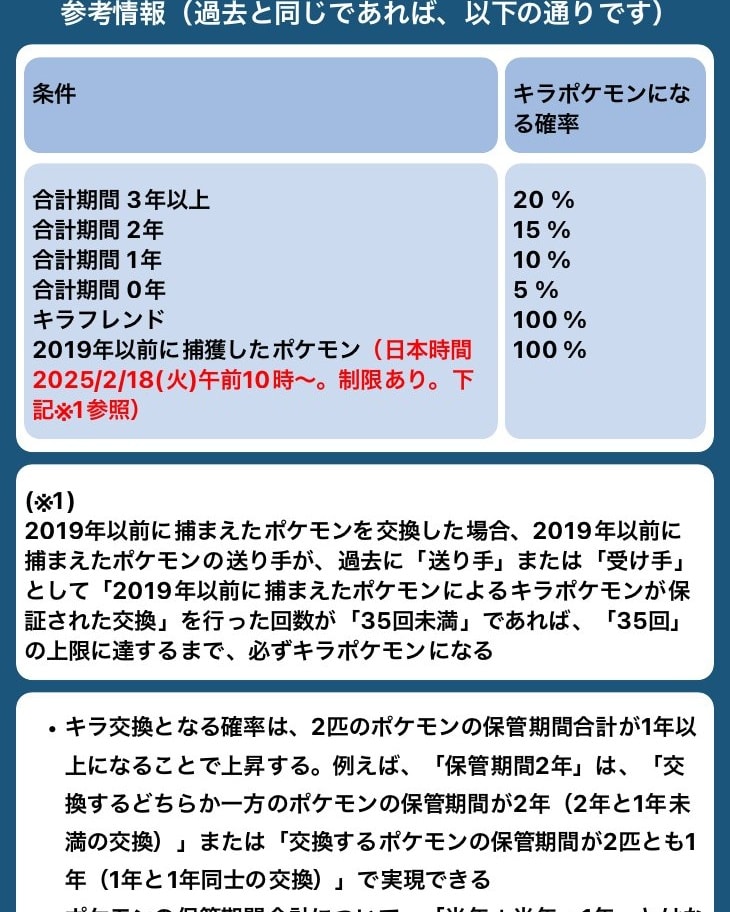 参考情報（過去と同じであれば、以下の通りです）
条件
キラポケモンにな
る確率
合計期間 3年以上
合計期間 2年
合計期間 1年
合計期間 0年
キラフレンド
2019年以前に捕獲したポケモン（日本時間
2025/2/18(火)午前10時〜。制限あり。下
記※1参照）
20 %
15 %
10 %
5 %
100 %
100 %
(※1)
2019年以前に捕まえたポケモンを交換した場合、2019年以前に
捕まえたポケモンの送り手が、過去に「送り手」または「受け手」
として「2019年以前に捕まえたポケモンによるキラポケモンが保
証された交換」を行った回数が「35回未満」であれば、「35回」
の上限に達するまで、必ずキラポケモンになる
• キラ交換となる確率は、2匹のポケモンの保管期間合計が1年以
上になることで上昇する。例えば、「保管期間2年」は、「交
換するどちらか一方のポケモンの保管期間が2年（2年と1年未
満の交換）」または「交換するポケモンの保管期間が2匹とも1
年（1年と1年同士の交換）」で実現できる